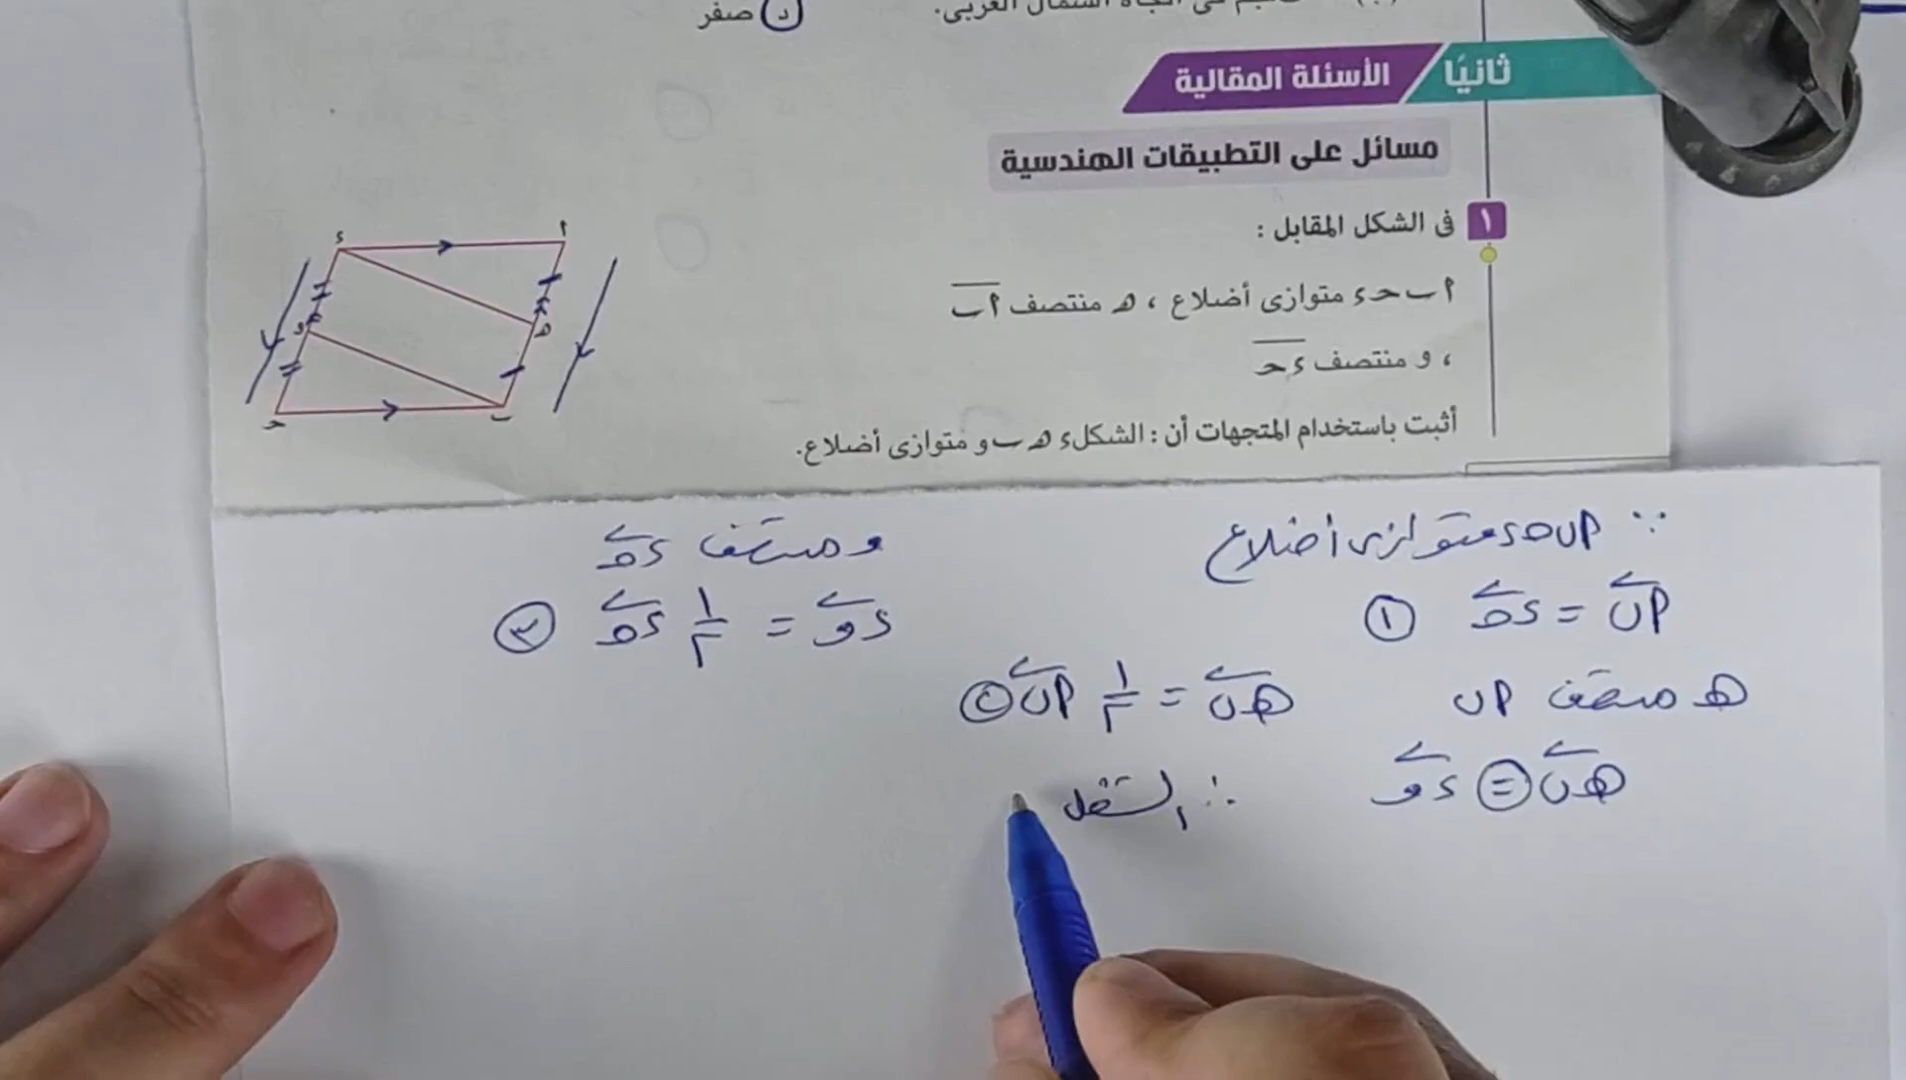 د صفر
ثانيًا الأسئلة المقالية
مسائل على التطبيقات الهندسية
١ فى الشكل المقابل :
ا ب حـ ء متوازى أضلاع ، هـ منتصف ا ب
، و منتصف ء حـ
أثبت باستخدام المتجهات أن : الشكل ء هـ ب و متوازى أضلاع.
ء ا
و هـ
حـ ب
∵ ا ب حـ ء متوازى أضلاع
ا ب = ء حـ ①
هـ منتصف ا ب
هـ ب = ١/٢ ا ب ②
و منتصف ء حـ
ء و = ١/٢ ء حـ ③
هـ ب = ء و
∴ الشكل